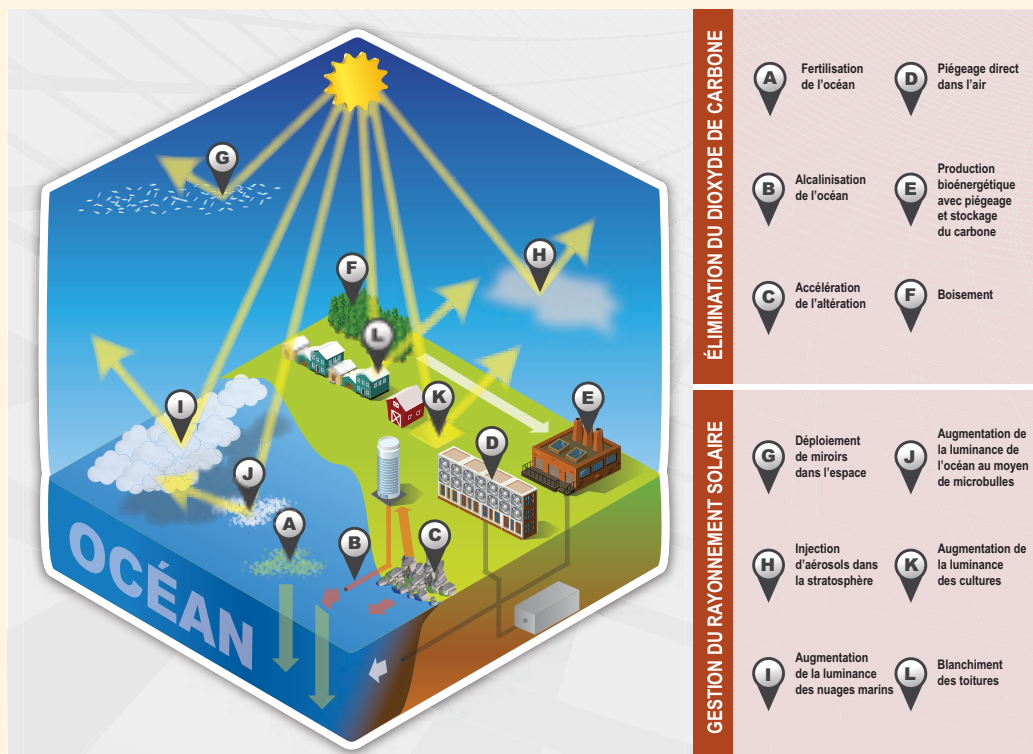 G
H
F
L
I
K
E
D
J
A
B
C
OCÉAN
ÉLIMINATION DU DIOXYDE DE CARBONE
A
Fertilisation
de l'océan
D
Piégeage direct
dans l'air
B
Alcalinisation
de l'océan
E
Production
bioénergétique
avec piégeage
et stockage
du carbone
C
Accélération
de l'altération
F
Boisement
GESTION DU RAYONNEMENT SOLAIRE
G
Déploiement
de miroirs
dans l'espace
J
Augmentation de
la luminance de
l'océan au moyen
de microbulles
H
Injection
d'aérosols dans
la stratosphère
K
Augmentation de
la luminance
des cultures
I
Augmentation
de la luminance
des nuages marins
L
Blanchiment
des toitures